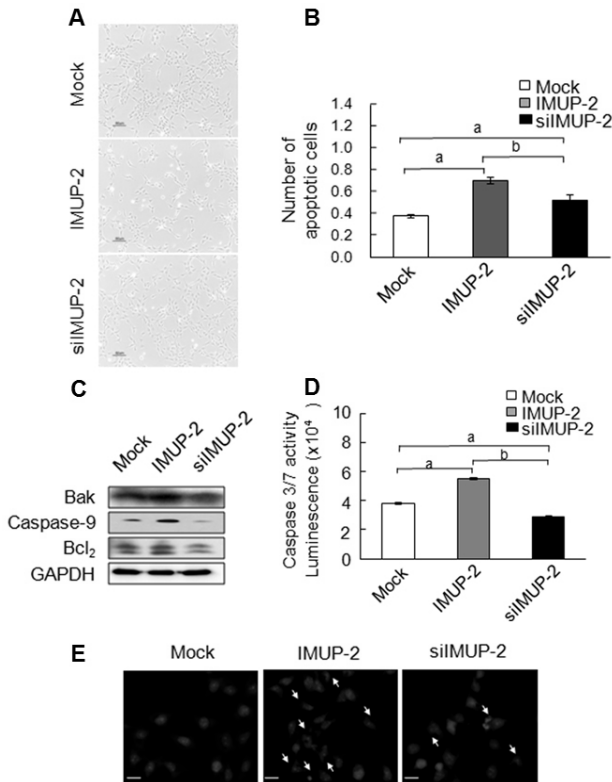 A
Mock
IMUP-2
siIMUP-2
B
Mock
IMUP-2
siIMUP-2
Number of
apoptotic cells
1.4
1.2
1.0
0.8
0.6
0.4
0.2
0.0
a
a
b
Mock
IMUP-2
siIMUP-2
C
Mock
IMUP-2
siIMUP-2
Bak
Caspase-9
Bcl₂
GAPDH
D
Mock
IMUP-2
siIMUP-2
Caspase 3/7 activity
Luminescence (x10⁴ )
10
8
6
4
2
0
a
a
b
Mock
IMUP-2
siIMUP-2
E
Mock
IMUP-2
siIMUP-2